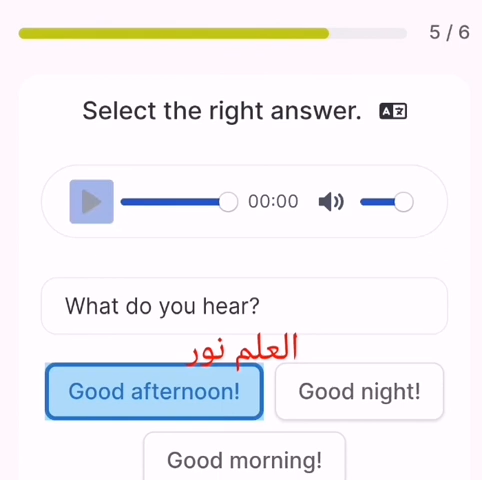 5 / 6
Select the right answer.
00:00
What do you hear?
العلم نور
Good afternoon!
Good night!
Good morning!